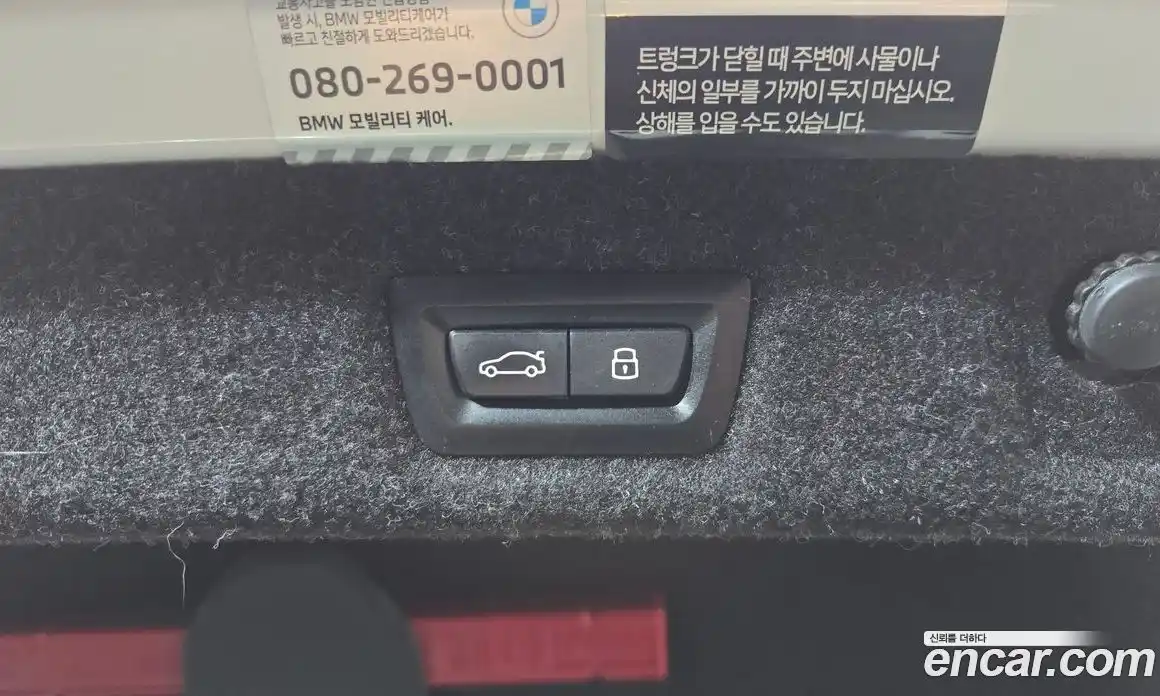 발생 시, BMW 모빌리티케어가
빠르고 친절하게 도와드리겠습니다.
080-269-0001
BMW 모빌리티 케어.
트렁크가 닫힐 때 주변에 사물이나
신체의 일부를 가까이 두지 마십시오.
상해를 입을 수도 있습니다.
신뢰를 더하다
encar.com